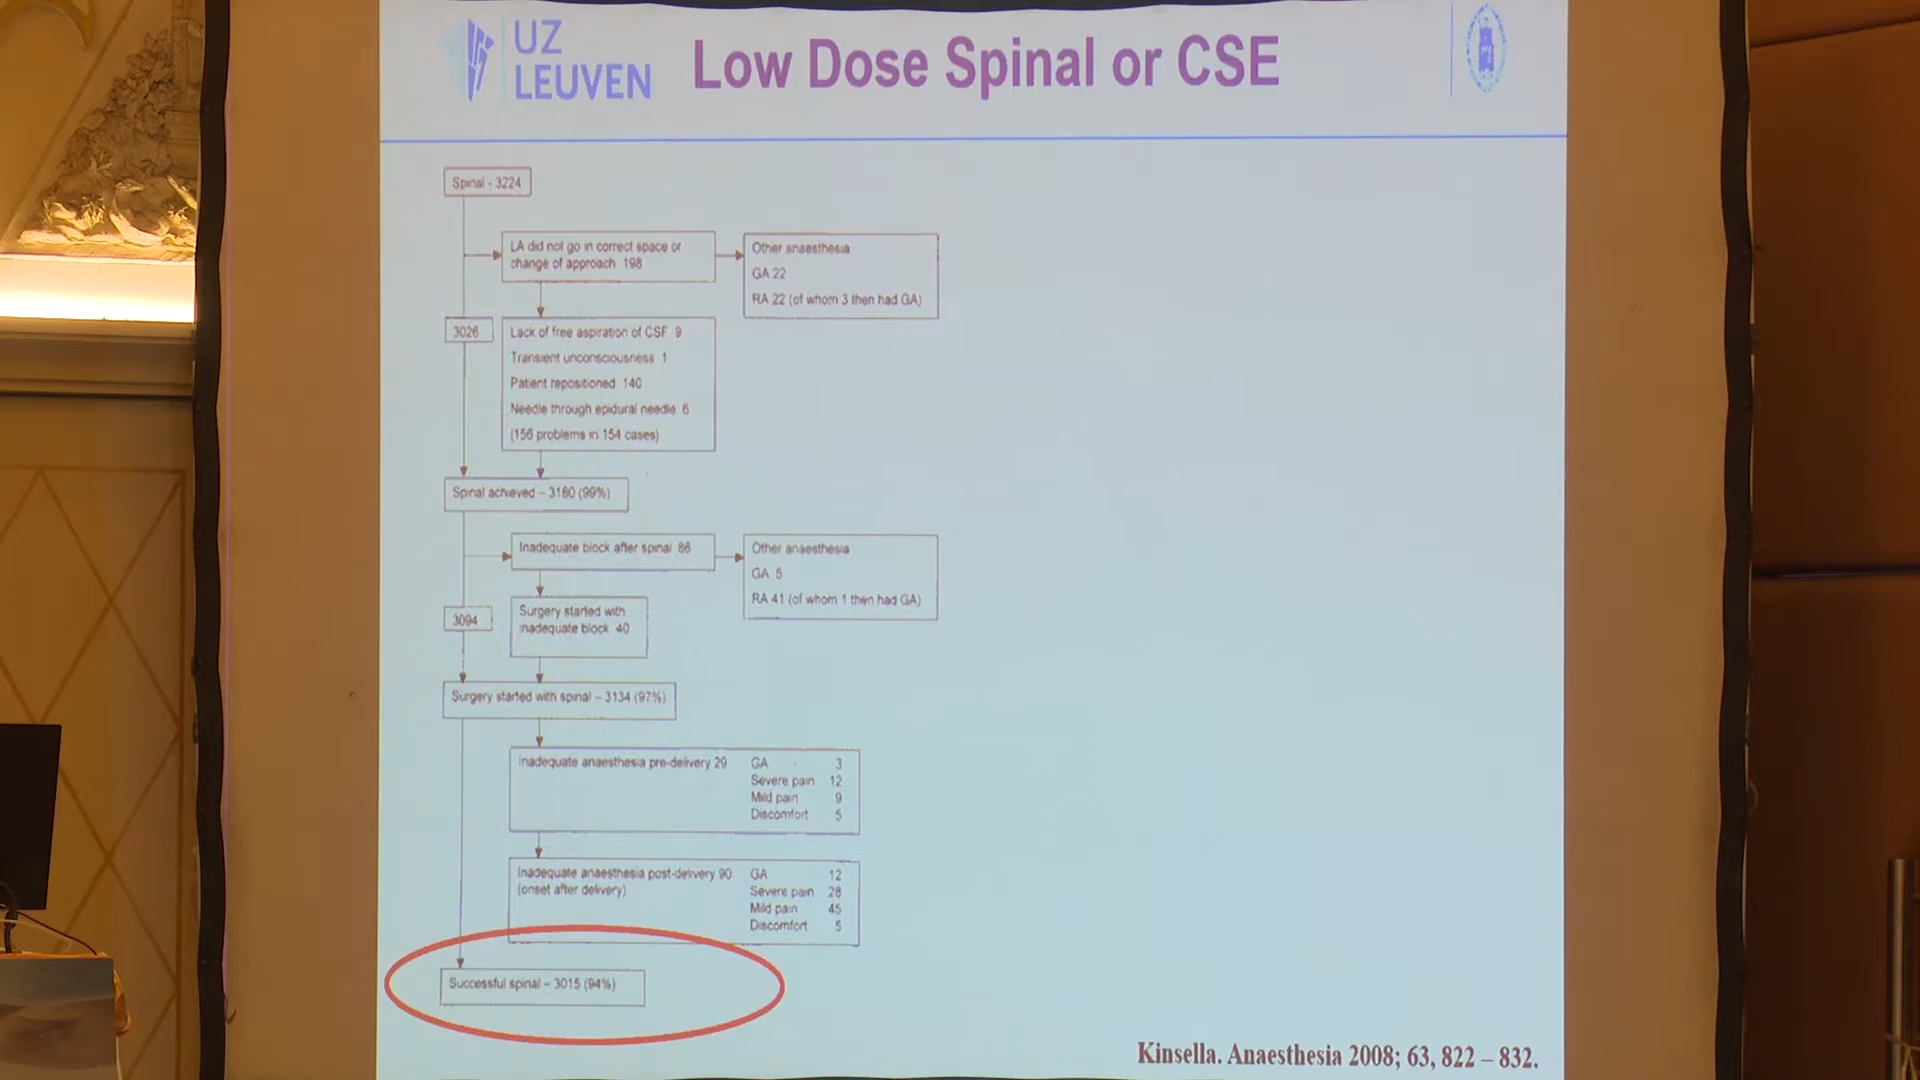 UZ
LEUVEN
Low Dose Spinal or CSE
Spinal - 3224
LA did not go in correct space or
change of approach 198
Other anaesthesia
GA 22
RA 22 (of whom 3 then had GA)
3026
Lack of free aspiration of CSF 9
Transient unconsciousness 1
Patient repositioned 140
Needle through epidural needle 6
(156 problems in 154 cases)
Spinal achieved – 3180 (99%)
Inadequate block after spinal 86
Other anaesthesia
GA 5
RA 41 (of whom 1 then had GA)
3094
Surgery started with
inadequate block 40
Surgery started with spinal – 3134 (97%)
Inadequate anaesthesia pre-delivery 29
GA 3
Severe pain 12
Mild pain 9
Discomfort 5
Inadequate anaesthesia post-delivery 90
(onset after delivery)
GA 12
Severe pain 28
Mild pain 45
Discomfort 5
Successful spinal – 3015 (94%)
Kinsella. Anaesthesia 2008; 63, 822 – 832.